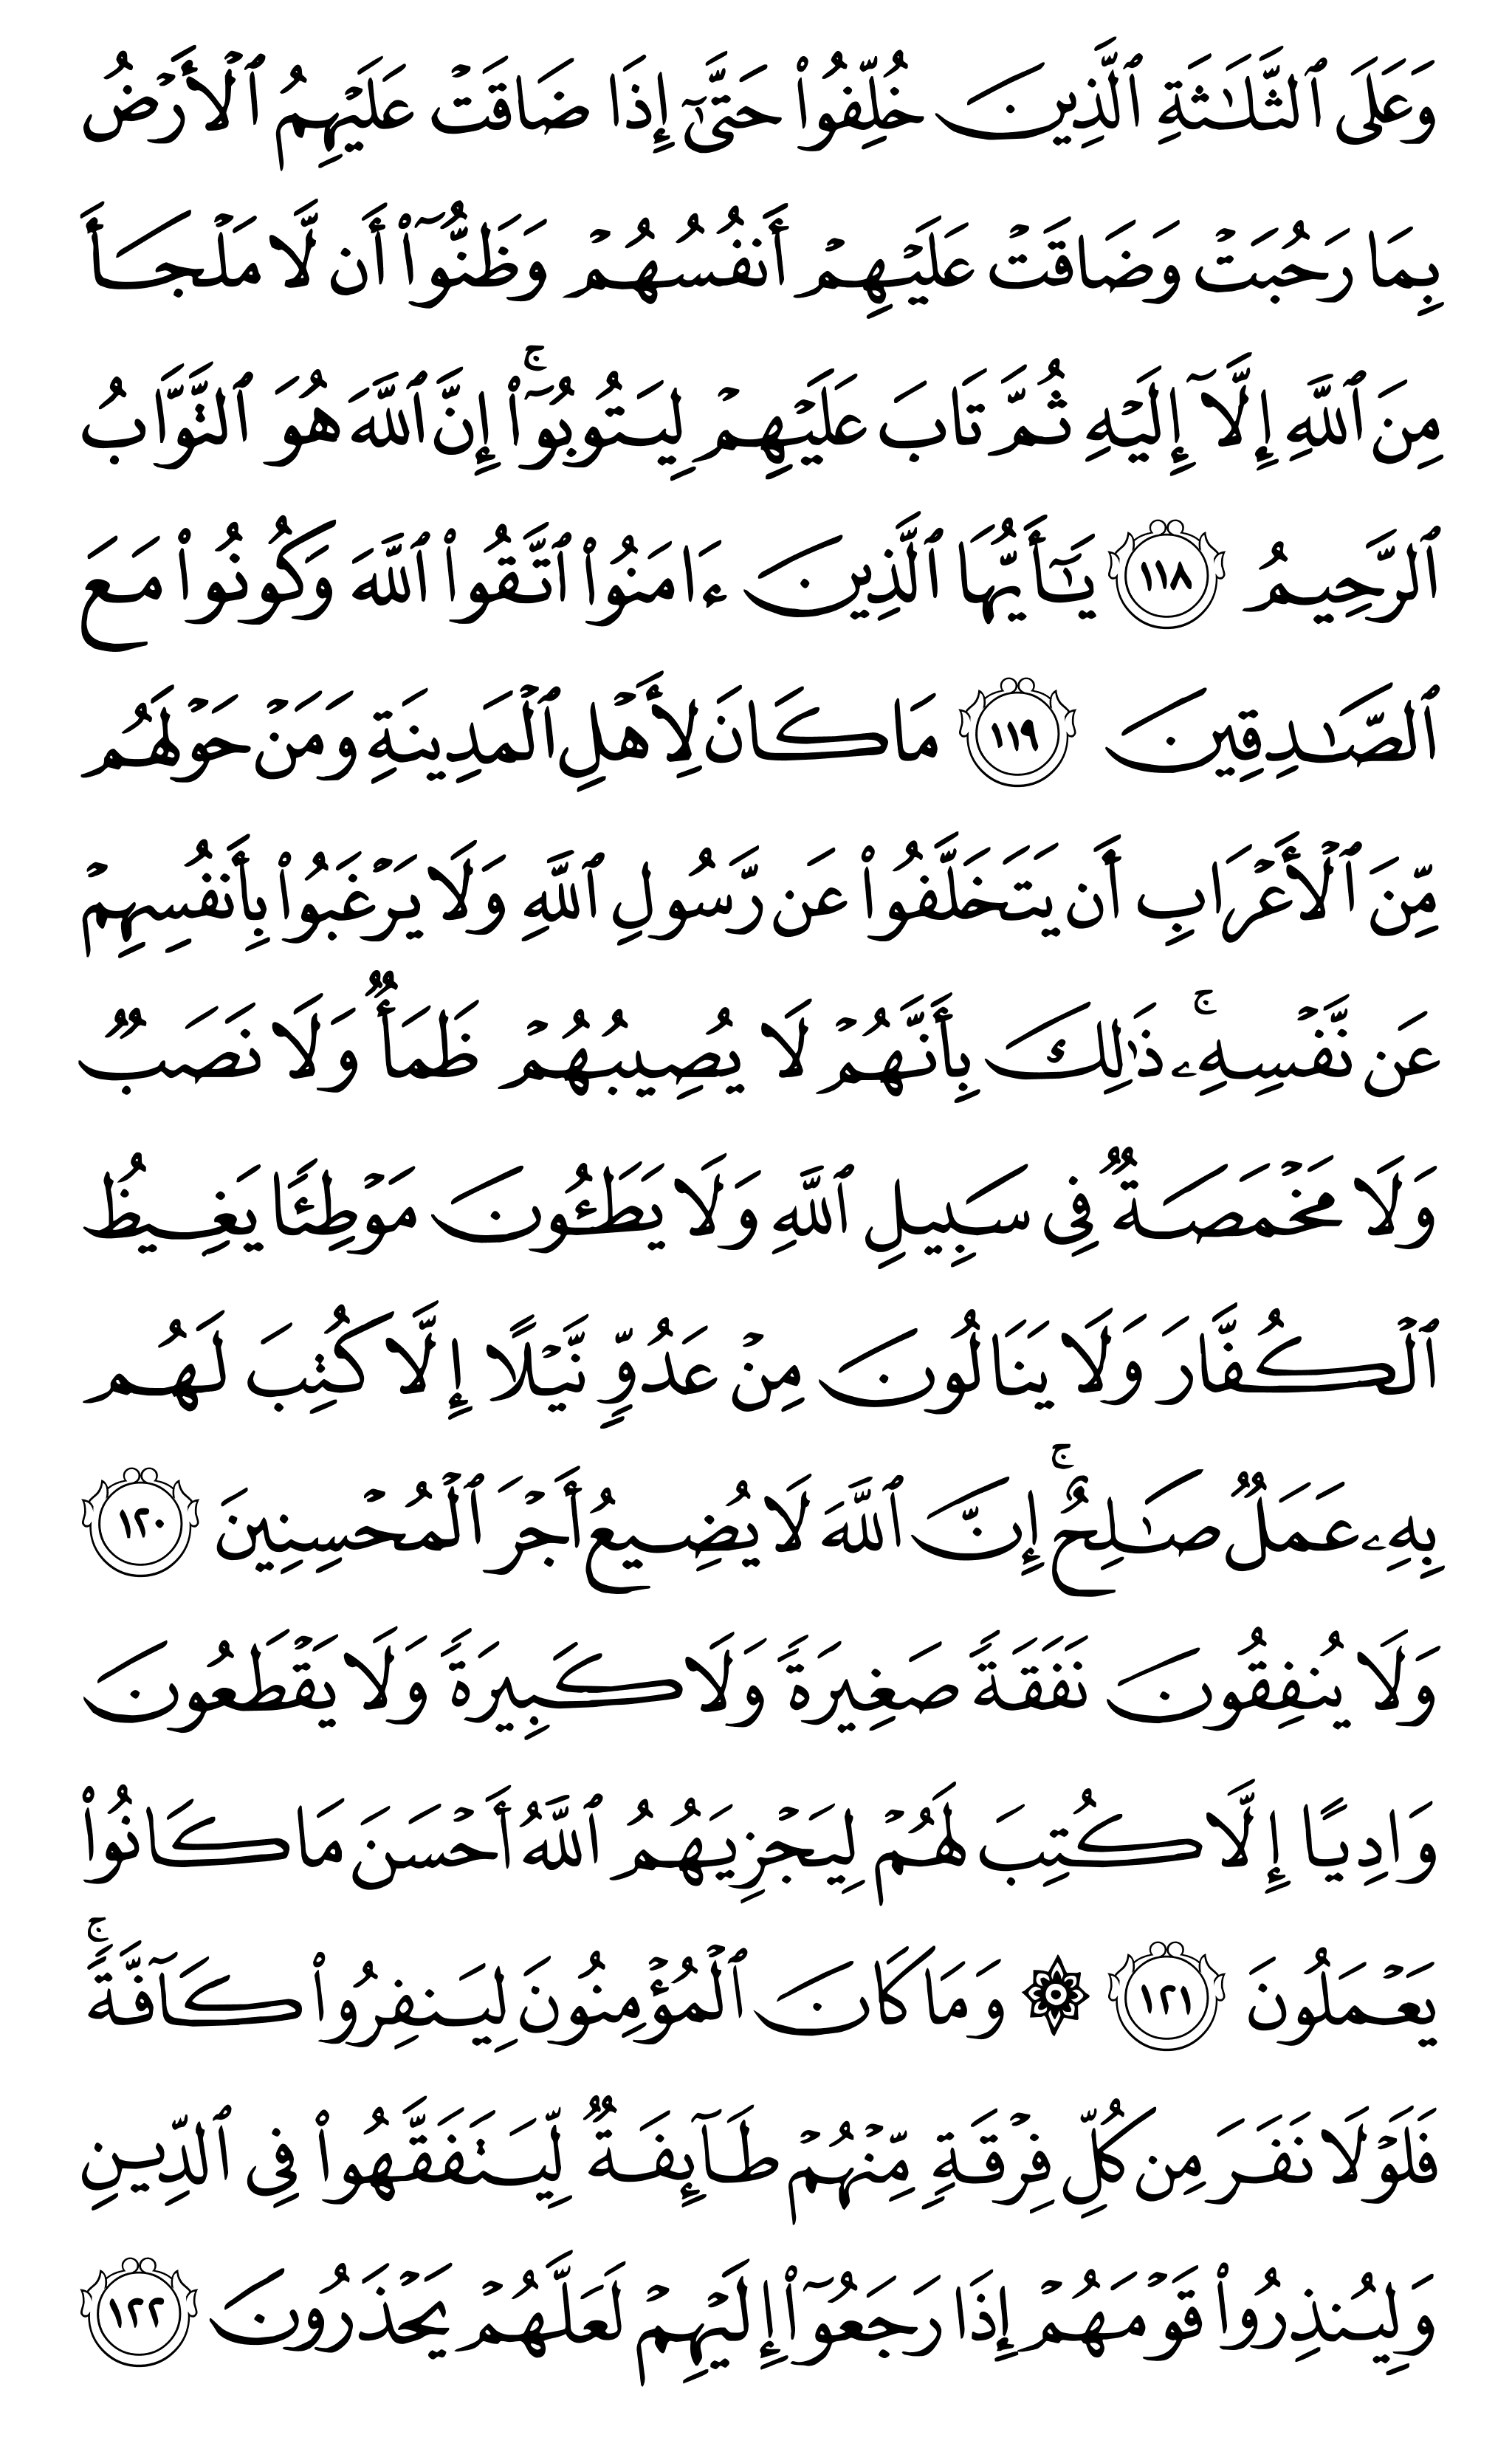 وَعَلَى ٱلثَّلَـٰثَةِ ٱلَّذِينَ خُلِّفُوا۟ حَتَّىٰٓ إِذَا ضَاقَتْ عَلَيْهِمُ ٱلْأَرْضُ
بِمَا رَحُبَتْ وَضَاقَتْ عَلَيْهِمْ أَنفُسُهُمْ وَظَنُّوٓا۟ أَن لَّا مَلْجَأَ
مِنَ ٱللَّهِ إِلَّآ إِلَيْهِ ثُمَّ تَابَ عَلَيْهِمْ لِيَتُوبُوٓا۟ ۚ إِنَّ ٱللَّهَ هُوَ ٱلتَّوَّابُ
ٱلرَّحِيمُ ١١٨ يَـٰٓأَيُّهَا ٱلَّذِينَ ءَامَنُوا۟ ٱتَّقُوا۟ ٱللَّهَ وَكُونُوا۟ مَعَ
ٱلصَّـٰدِقِينَ ١١٩ مَا كَانَ لِأَهْلِ ٱلْمَدِينَةِ وَمَنْ حَوْلَهُم
مِّنَ ٱلْأَعْرَابِ أَن يَتَخَلَّفُوا۟ عَن رَّسُولِ ٱللَّهِ وَلَا يَرْغَبُوا۟ بِأَنفُسِهِمْ
عَن نَّفْسِهِۦ ۚ ذَٰلِكَ بِأَنَّهُمْ لَا يُصِيبُهُمْ ظَمَأٌ وَلَا نَصَبٌ
وَلَا مَخْمَصَةٌ فِى سَبِيلِ ٱللَّهِ وَلَا يَطَـُٔونَ مَوْطِئًا يَغِيظُ
ٱلْكُفَّارَ وَلَا يَنَالُونَ مِنْ عَدُوٍّ نَّيْلًا إِلَّا كُتِبَ لَهُم
بِهِۦ عَمَلٌ صَـٰلِحٌ ۚ إِنَّ ٱللَّهَ لَا يُضِيعُ أَجْرَ ٱلْمُحْسِنِينَ ١٢٠
وَلَا يُنفِقُونَ نَفَقَةً صَغِيرَةً وَلَا كَبِيرَةً وَلَا يَقْطَعُونَ
وَادِيًا إِلَّا كُتِبَ لَهُمْ لِيَجْزِيَهُمُ ٱللَّهُ أَحْسَنَ مَا كَانُوا۟
يَعْمَلُونَ ١٢١ ۞ وَمَا كَانَ ٱلْمُؤْمِنُونَ لِيَنفِرُوا۟ كَآفَّةً ۚ
فَلَوْلَا نَفَرَ مِن كُلِّ فِرْقَةٍ مِّنْهُمْ طَآئِفَةٌ لِّيَتَفَقَّهُوا۟ فِى ٱلدِّينِ
وَلِيُنذِرُوا۟ قَوْمَهُمْ إِذَا رَجَعُوٓا۟ إِلَيْهِمْ لَعَلَّهُمْ يَحْذَرُونَ ١٢٢